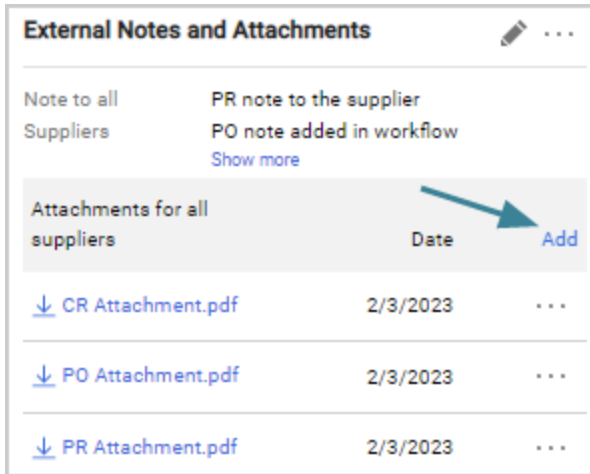 External Notes and Attachments
Note to all PR note to the supplier
Suppliers PO note added in workflow
Show more
Attachments for all
suppliers Date Add
CR Attachment.pdf 2/3/2023
PO Attachment.pdf 2/3/2023
PR Attachment.pdf 2/3/2023